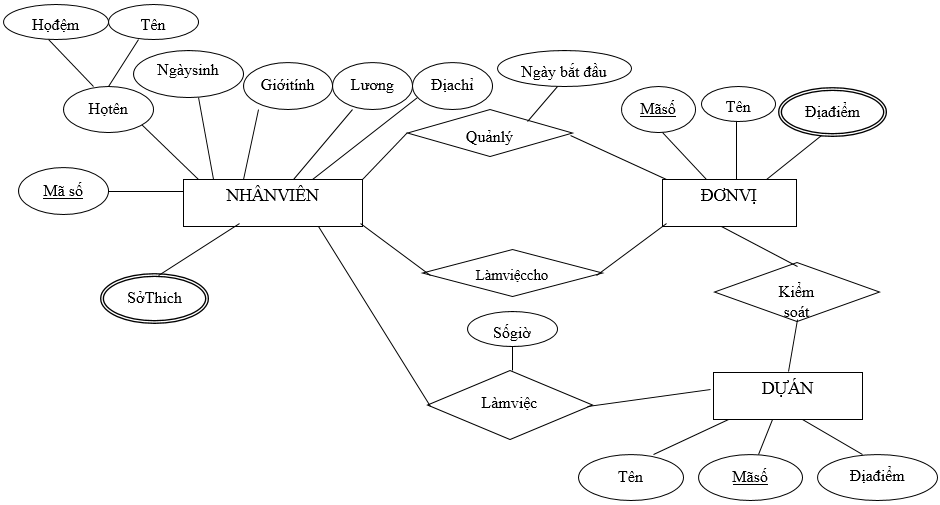 Họđệm
Tên
Ngàysinh
Giớitính
Lương
Địachỉ
Ngày bắt đầu
Họtên
Mãsố
Tên
Địađiểm
Quảnlý
Mã số
NHÂNVIÊN
ĐƠNVỊ
Làmviệccho
SởThich
Kiểm
soát
Sốgiờ
Làmviệc
DỰÁN
Tên
Mãsố
Địađiểm